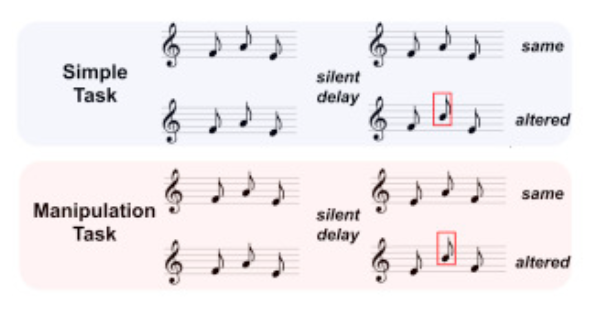 Simple
Task
silent
delay
same
altered
Manipulation
Task
silent
delay
same
altered